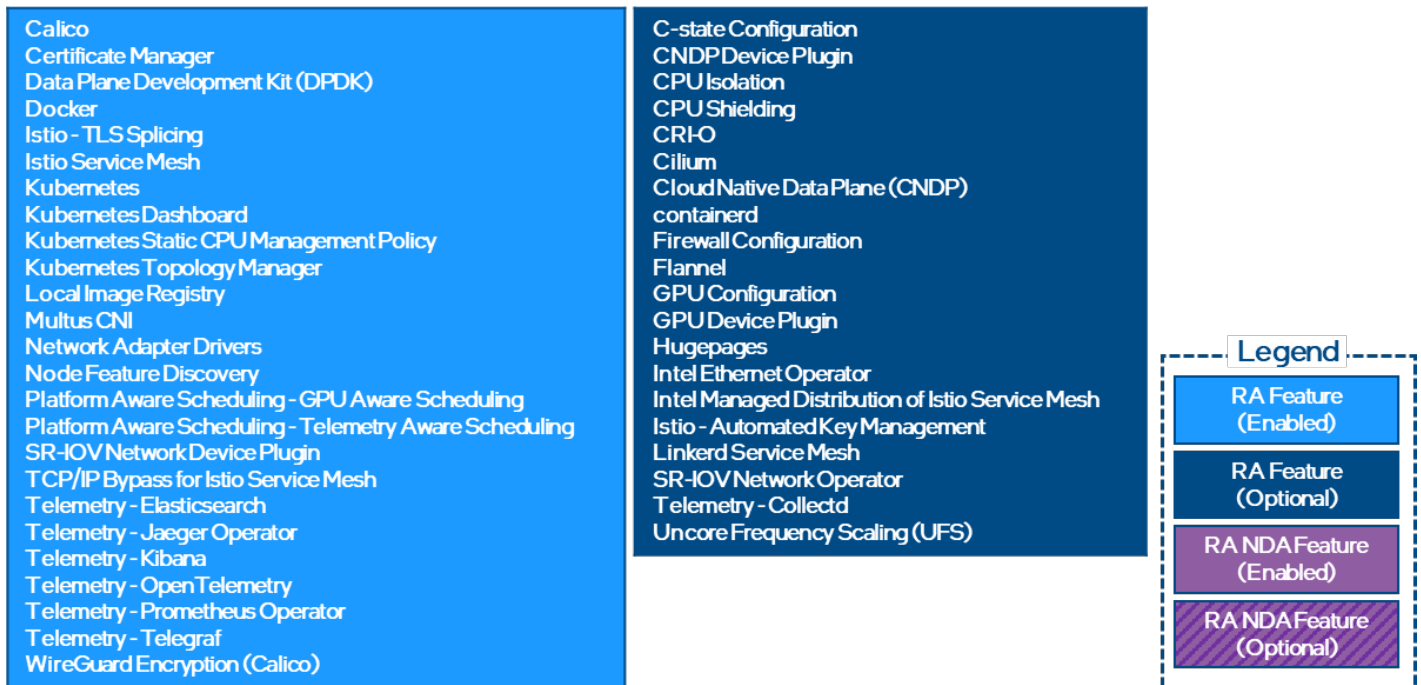 Calico
Certificate Manager
Data Plane Development Kit (DPDK)
Docker
Istio - TLS Splicing
Istio Service Mesh
Kubernetes
Kubernetes Dashboard
Kubernetes Static CPU Management Policy
Kubernetes Topology Manager
Local Image Registry
Multus CNI
Network Adapter Drivers
Node Feature Discovery
Platform Aware Scheduling - GPU Aware Scheduling
Platform Aware Scheduling - Telemetry Aware Scheduling
SR-IOV Network Device Plugin
TCP/IP Bypass for Istio Service Mesh
Telemetry - Elasticsearch
Telemetry - Jaeger Operator
Telemetry - Kibana
Telemetry - OpenTelemetry
Telemetry - Prometheus Operator
Telemetry - Telegraf
WireGuard Encryption (Calico)
C-state Configuration
CNDP Device Plugin
CPU Isolation
CPU Shielding
CRI-O
Cilium
Cloud Native Data Plane (CNDP)
containerd
Firewall Configuration
Flannel
GPU Configuration
GPU Device Plugin
Hugepages
Intel Ethernet Operator
Intel Managed Distribution of Istio Service Mesh
Istio - Automated Key Management
Linkerd Service Mesh
SR-IOV Network Operator
Telemetry - Collectd
Uncore Frequency Scaling (UFS)
Legend
RA Feature
(Enabled)
RA Feature
(Optional)
RA NDA Feature
(Enabled)
RA NDA Feature
(Optional)